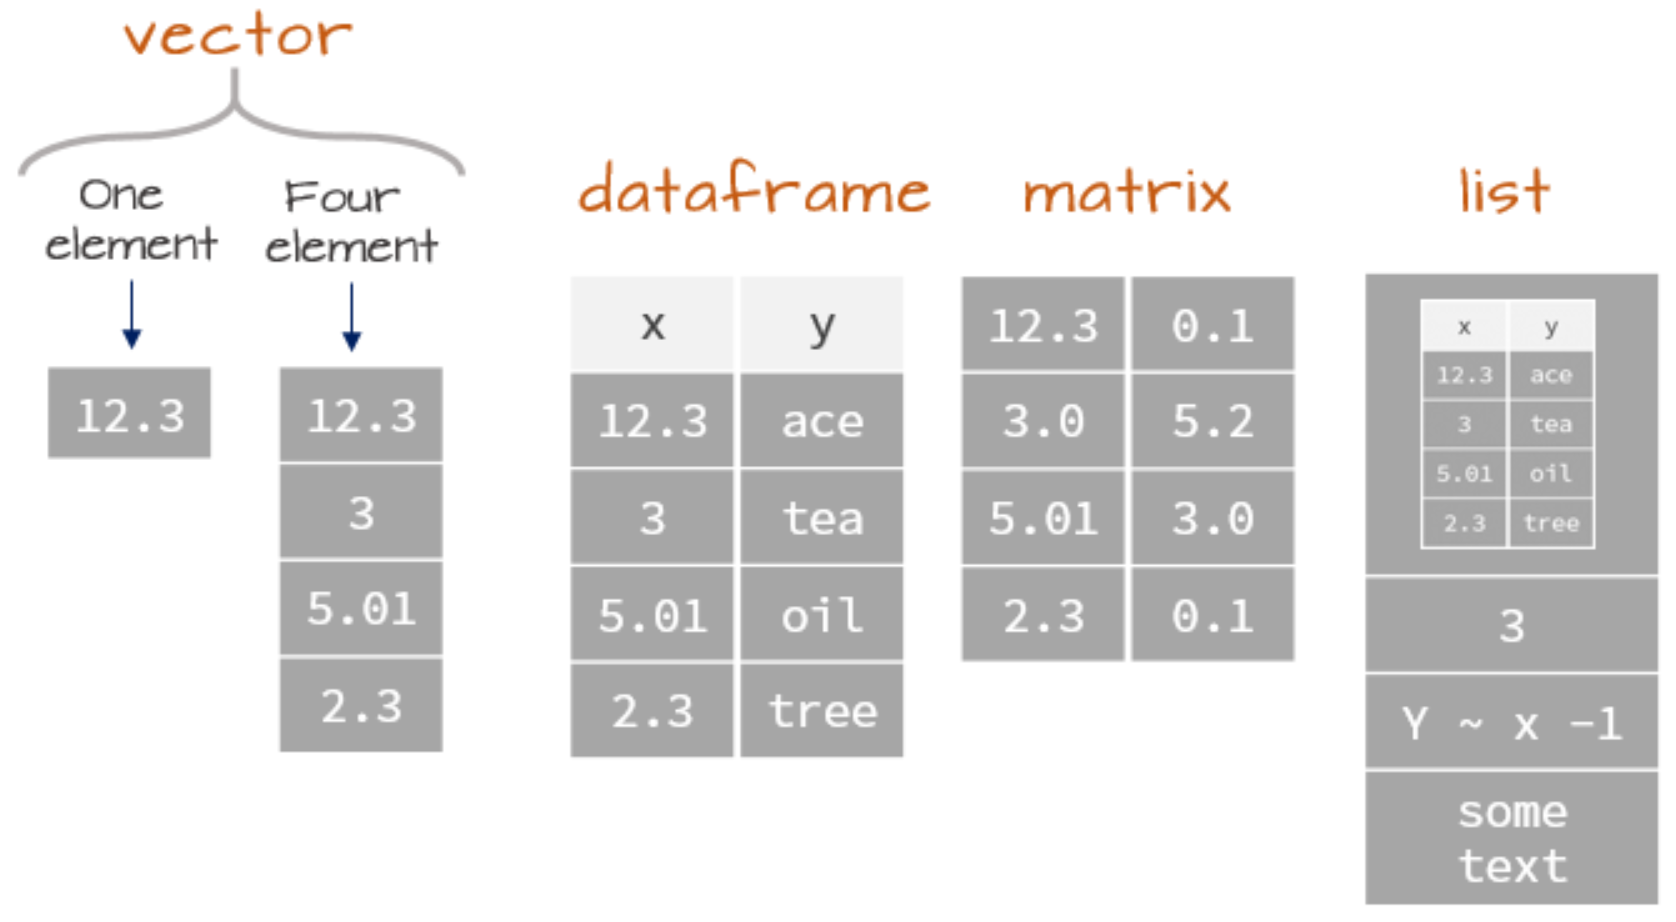 vector
One
element
Four
element
12.3
12.3
3
5.01
2.3
dataframe
x y
12.3 ace
3 tea
5.01 oil
2.3 tree
matrix
12.3 0.1
3.0 5.2
5.01 3.0
2.3 0.1
list
x y
12.3 ace
3 tea
5.01 oil
2.3 tree
3
Y ~ x -1
some
text